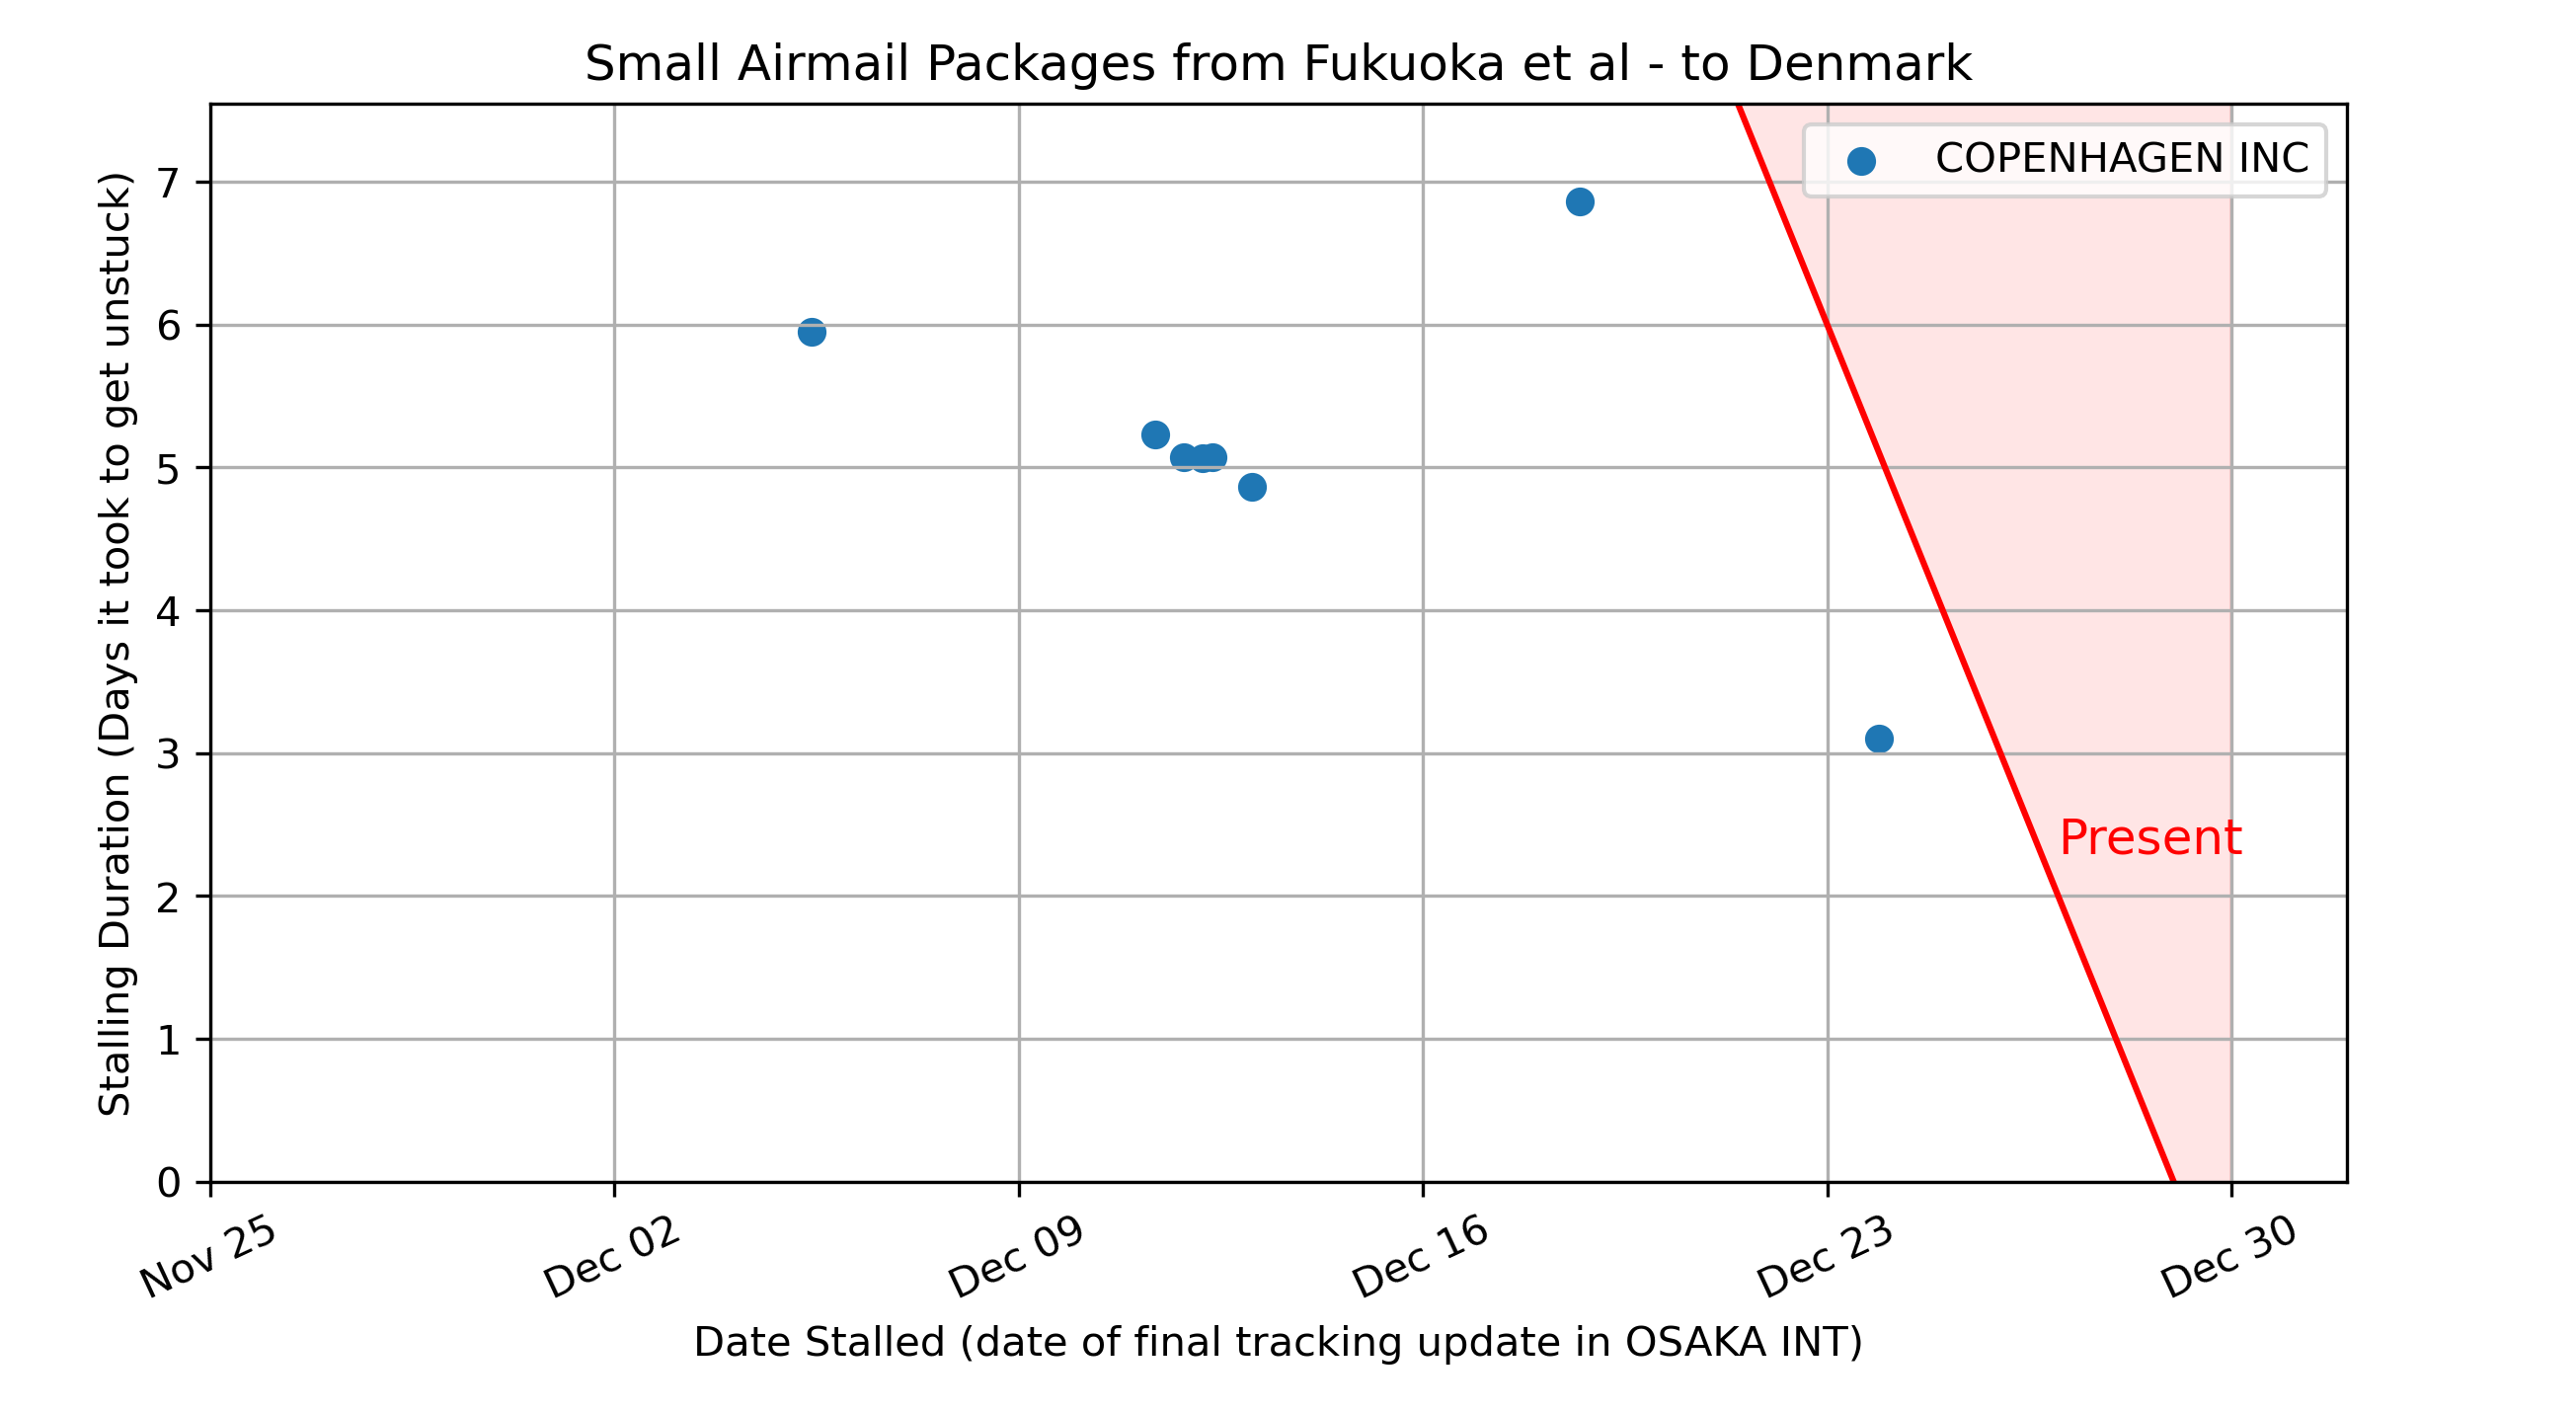 Small Airmail Packages from Fukuoka et al - to Denmark
COPENHAGEN INC
Stalling Duration (Days it took to get unstuck)
7
6
5
4
3
2
1
0
Present
Nov 25
Dec 02
Dec 09
Dec 16
Dec 23
Dec 30
Date Stalled (date of final tracking update in OSAKA INT)